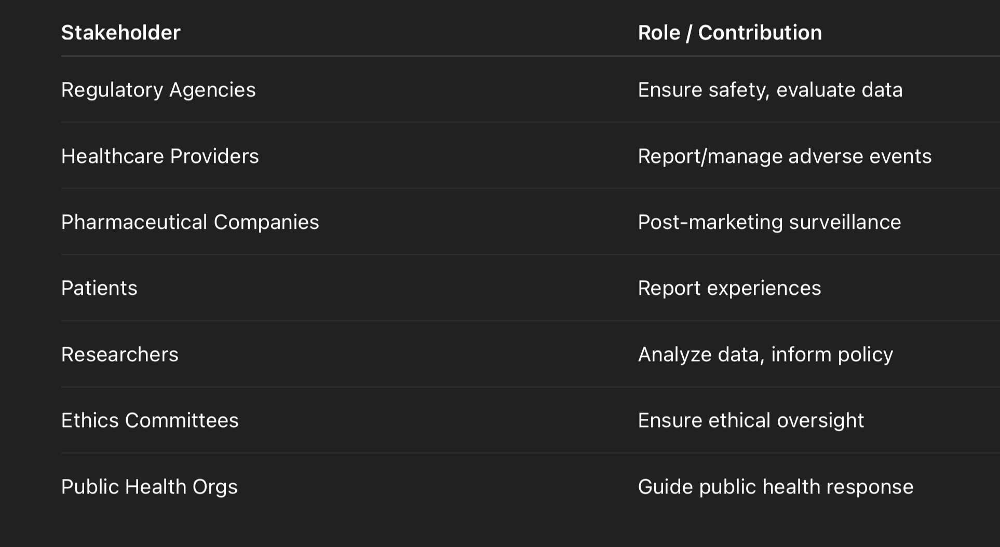 Stakeholder Role / Contribution
Regulatory Agencies Ensure safety, evaluate data
Healthcare Providers Report/manage adverse events
Pharmaceutical Companies Post-marketing surveillance
Patients Report experiences
Researchers Analyze data, inform policy
Ethics Committees Ensure ethical oversight
Public Health Orgs Guide public health response